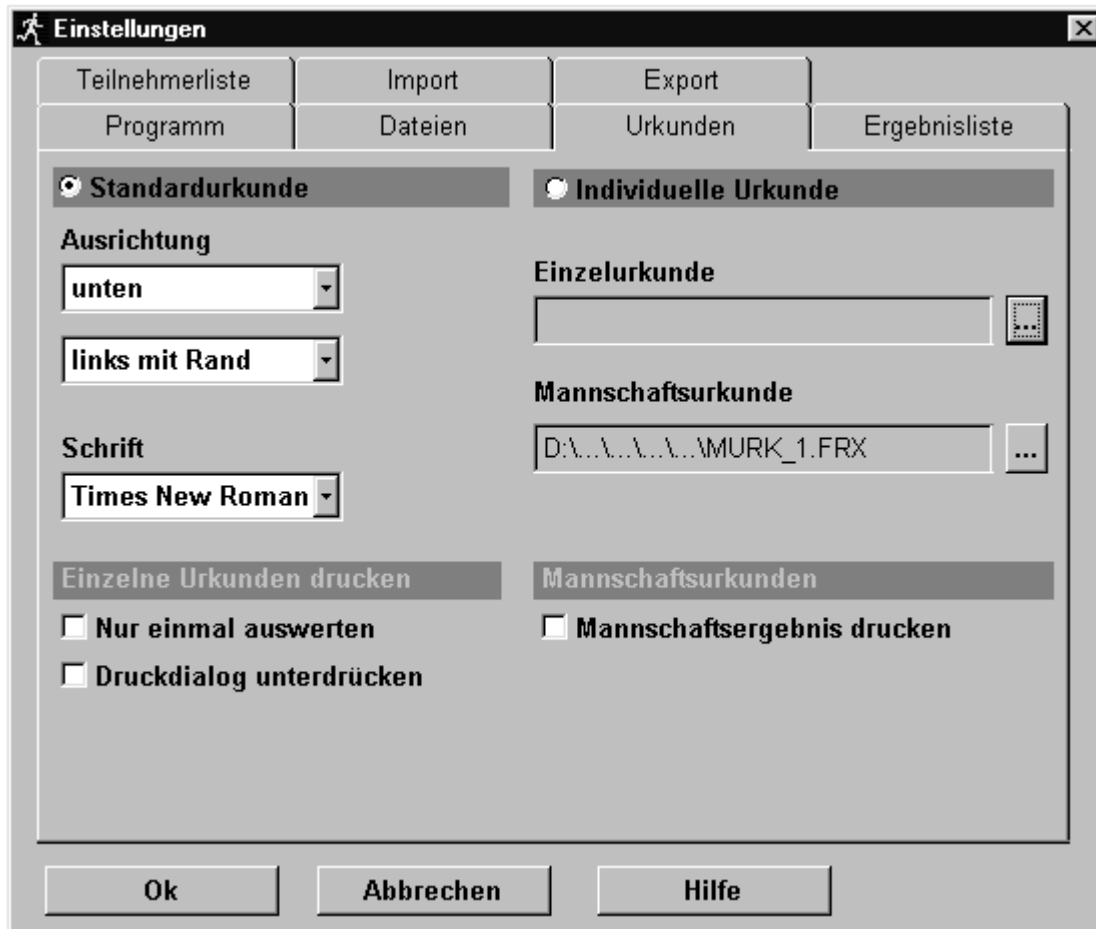 Einstellungen
Teilnehmerliste Import Export
Programm Dateien Urkunden Ergebnisliste
Standardurkunde
Individuelle Urkunde
Ausrichtung
unten
links mit Rand
Schrift
Times New Roman
Einzelurkunde
...
Mannschaftsurkunde
D:\...\...\...\...\MURK_1.FRX ...
Einzelne Urkunden drucken
Nur einmal auswerten
Druckdialog unterdrücken
Mannschaftsurkunden
Mannschaftsergebnis drucken
Ok Abbrechen Hilfe